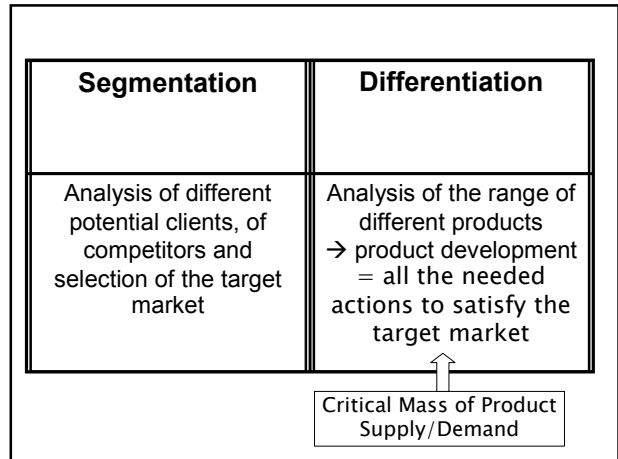 Segmentation
Differentiation
Analysis of different
potential clients, of
competitors and
selection of the target
market
Analysis of the range of
different products
→ product development
= all the needed
actions to satisfy the
target market
Critical Mass of Product
Supply/Demand